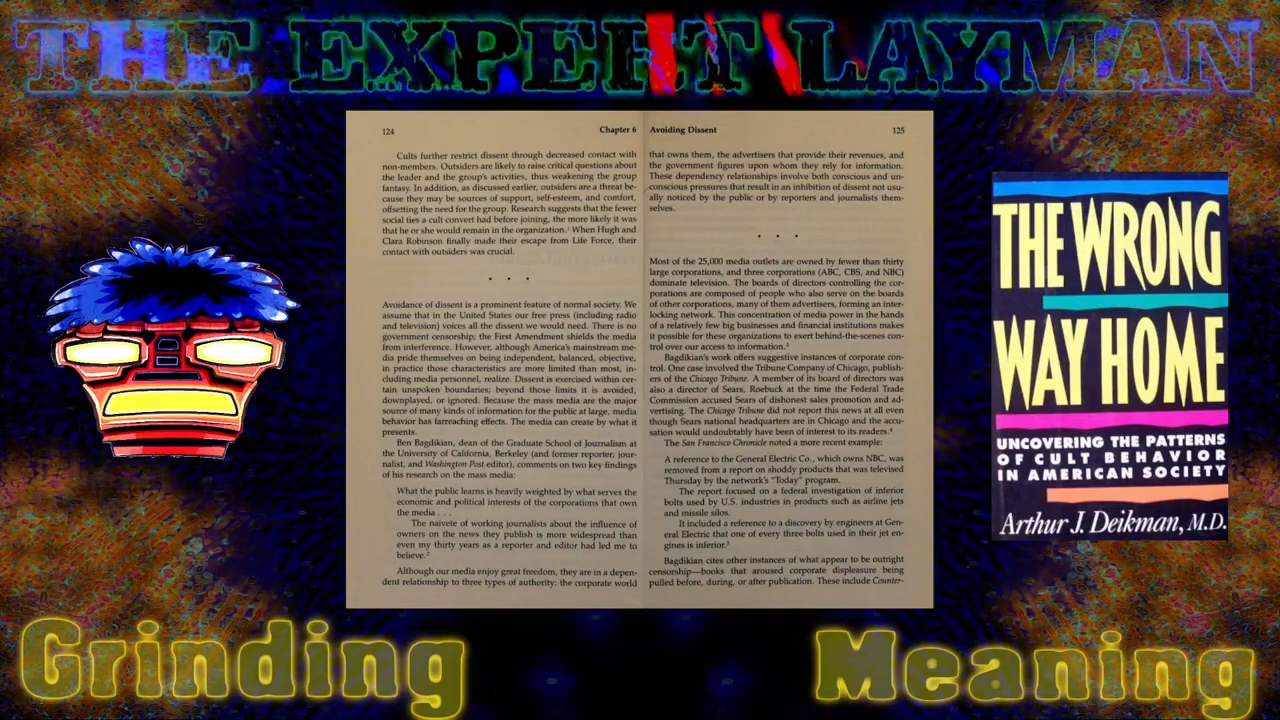 THE EXPERT LAYMAN
124
Chapter 6
Cults further restrict dissent through decreased contact with
non-members. Outsiders are likely to raise critical questions about
the leader and the group's activities, thus weakening the group
fantasy. In addition, as discussed earlier, outsiders are a threat be-
cause they may be sources of support, self-esteem, and comfort,
offsetting the need for the group. Research suggests that the fewer
social ties a cult convert had before joining, the more likely it was
that he or she would remain in the organization.¹ When Hugh and
Clara Robinson finally made their escape from Life Force, their
contact with outsiders was crucial.
• • •
Avoidance of dissent is a prominent feature of normal society. We
assume that in the United States our free press (including radio
and television) voices all the dissent we would need. There is no
government censorship; the First Amendment shields the media
from interference. However, although America's mainstream me-
dia pride themselves on being independent, balanced, objective,
in practice those characteristics are more limited than most, in-
cluding media personnel, realize. Dissent is exercised within cer-
tain unspoken boundaries; beyond those limits it is avoided,
downplayed, or ignored. Because the mass media are the major
source of many kinds of information for the public at large, media
behavior has farreaching effects. The media can create by what it
presents.
Ben Bagdikian, dean of the Graduate School of Journalism at
the University of California, Berkeley (and former reporter, jour-
nalist, and Washington Post editor), comments on two key findings
of his research on the mass media:
What the public learns is heavily weighted by what serves the
economic and political interests of the corporations that own
the media . . .
The naivete of working journalists about the influence of
owners on the news they publish is more widespread than
even my thirty years as a reporter and editor had led me to
believe.²
Although our media enjoy great freedom, they are in a depen-
dent relationship to three types of authority: the corporate world
Avoiding Dissent
125
that owns them, the advertisers that provide their revenues, and
the government figures upon whom they rely for information.
These dependency relationships involve both conscious and un-
conscious pressures that result in an inhibition of dissent not usu-
ally noticed by the public or by reporters and journalists them-
selves.
• • •
Most of the 25,000 media outlets are owned by fewer than thirty
large corporations, and three corporations (ABC, CBS, and NBC)
dominate television. The boards of directors controlling the cor-
porations are composed of people who also serve on the boards
of other corporations, many of them advertisers, forming an inter-
locking network. This concentration of media power in the hands
of a relatively few big businesses and financial institutions makes
it possible for these organizations to exert behind-the-scenes con-
trol over our access to information.³
Bagdikian's work offers suggestive instances of corporate con-
trol. One case involved the Tribune Company of Chicago, publish-
ers of the Chicago Tribune. A member of its board of directors was
also a director of Sears, Roebuck at the time the Federal Trade
Commission accused Sears of dishonest sales promotion and ad-
vertising. The Chicago Tribune did not report this news at all even
though Sears national headquarters are in Chicago and the accu-
sation would undoubtedly have been of interest to its readers.⁴
The San Francisco Chronicle noted a more recent example:
A reference to the General Electric Co., which owns NBC, was
removed from a report on shoddy products that was televised
Thursday by the network's "Today" program.
The report focused on a federal investigation of inferior
bolts used by U.S. industries in products such as airline jets
and missile silos.
It included a reference to a discovery by engineers at Gen-
eral Electric that one of every three bolts used in their jet en-
gines is inferior.⁵
Bagdikian cites other instances of what appear to be outright
censorship—books that aroused corporate displeasure being
pulled before, during, or after publication. These include Counter-
THE WRONG
WAY HOME
UNCOVERING THE PATTERNS
OF CULT BEHAVIOR
IN AMERICAN SOCIETY
Arthur J. Deikman, M.D.
Grinding
Meaning